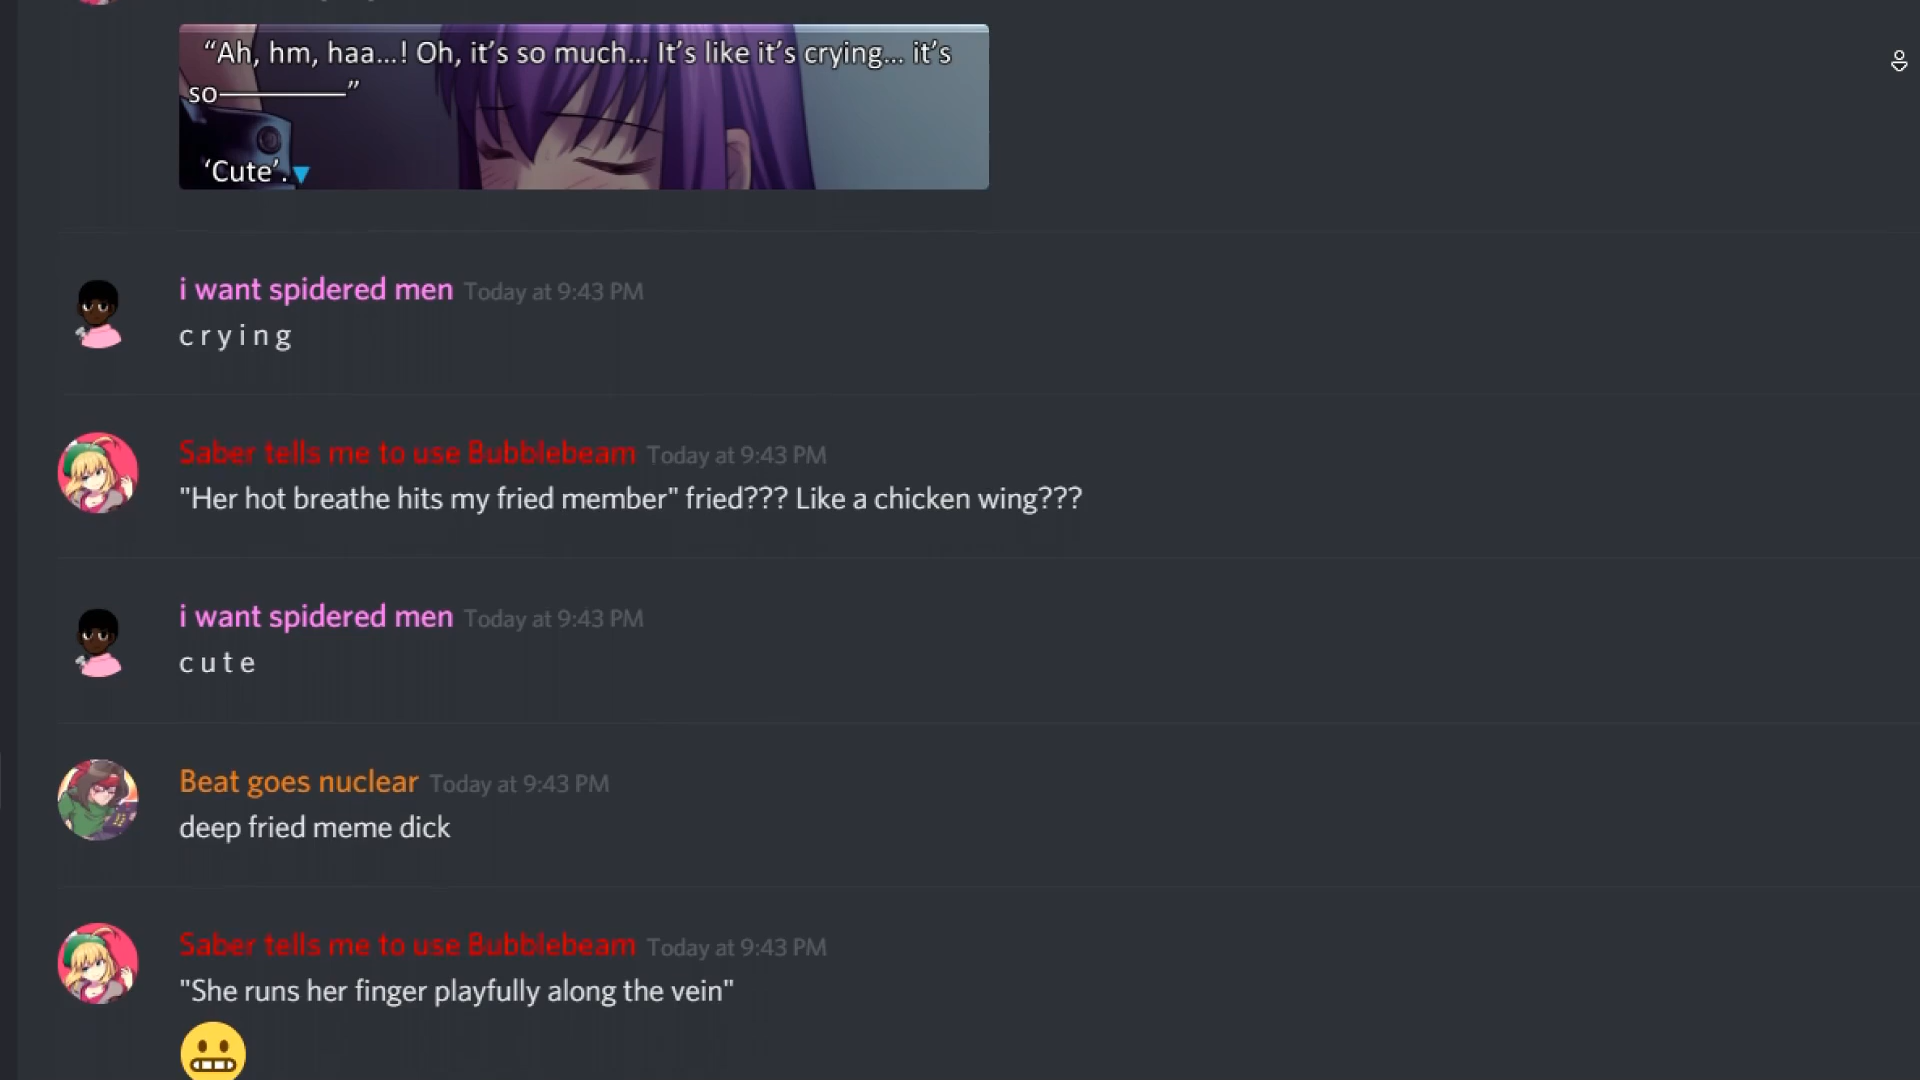 “Ah, hm, haa...! Oh, it’s so much... It’s like it’s crying... it’s
so―――――”
‘Cute’.
i want spidered men Today at 9:43 PM
c r y i n g
Saber tells me to use Bubblebeam Today at 9:43 PM
"Her hot breathe hits my fried member" fried??? Like a chicken wing???
i want spidered men Today at 9:43 PM
c u t e
Beat goes nuclear Today at 9:43 PM
deep fried meme dick
Saber tells me to use Bubblebeam Today at 9:43 PM
"She runs her finger playfully along the vein"